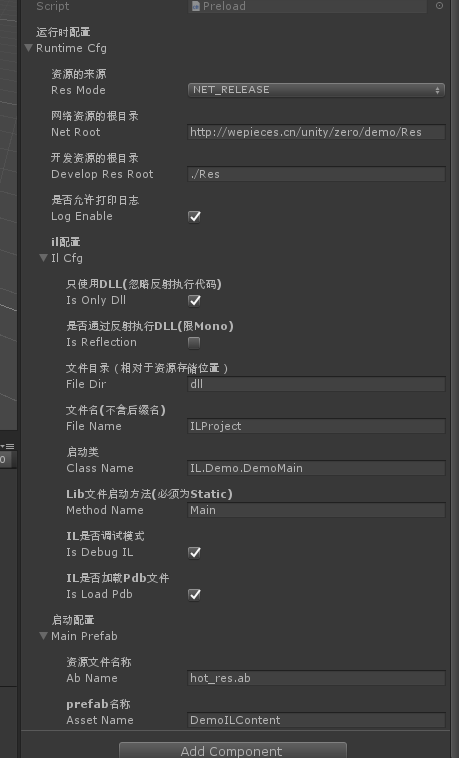 Script Preload
运行时配置
Runtime Cfg
资源的来源
Res Mode NET_RELEASE
网络资源的根目录
Net Root http://wepieces.cn/unity/zero/demo/Res
开发资源的根目录
Develop Res Root ./Res
是否允许打印日志
Log Enable
il配置
Il Cfg
只使用DLL(忽略反射执行代码)
Is Only Dll
是否通过反射执行DLL(限Mono)
Is Reflection
文件目录（相对于资源存储位置）
File Dir dll
文件名(不含后缀名)
File Name ILProject
启动类
Class Name IL.Demo.DemoMain
Lib文件启动方法(必须为Static)
Method Name Main
IL是否调试模式
Is Debug IL
IL是否加载Pdb文件
Is Load Pdb
启动配置
Main Prefab
资源文件名称
Ab Name hot_res.ab
prefab名称
Asset Name DemoILContent
Add Component